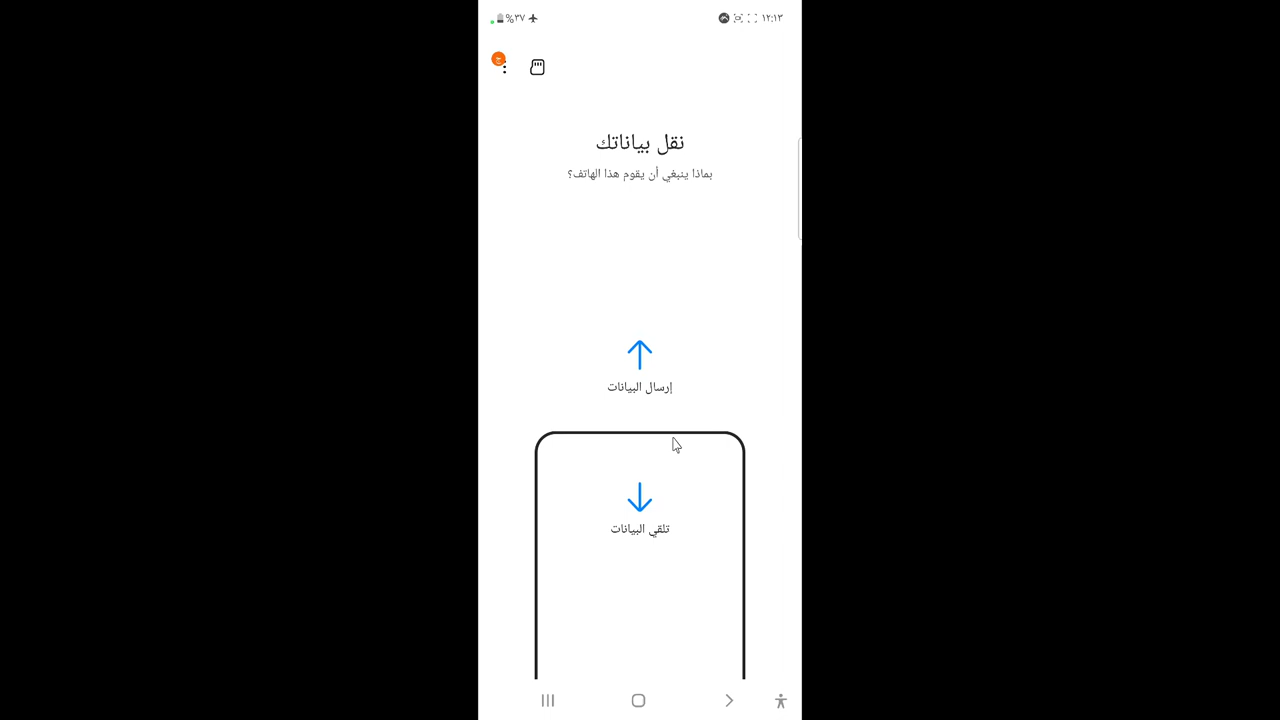 ١٢:١٣
%٣٧
ج
نقل بياناتك
بماذا ينبغي أن يقوم هذا الهاتف؟
إرسال البيانات
تلقي البيانات